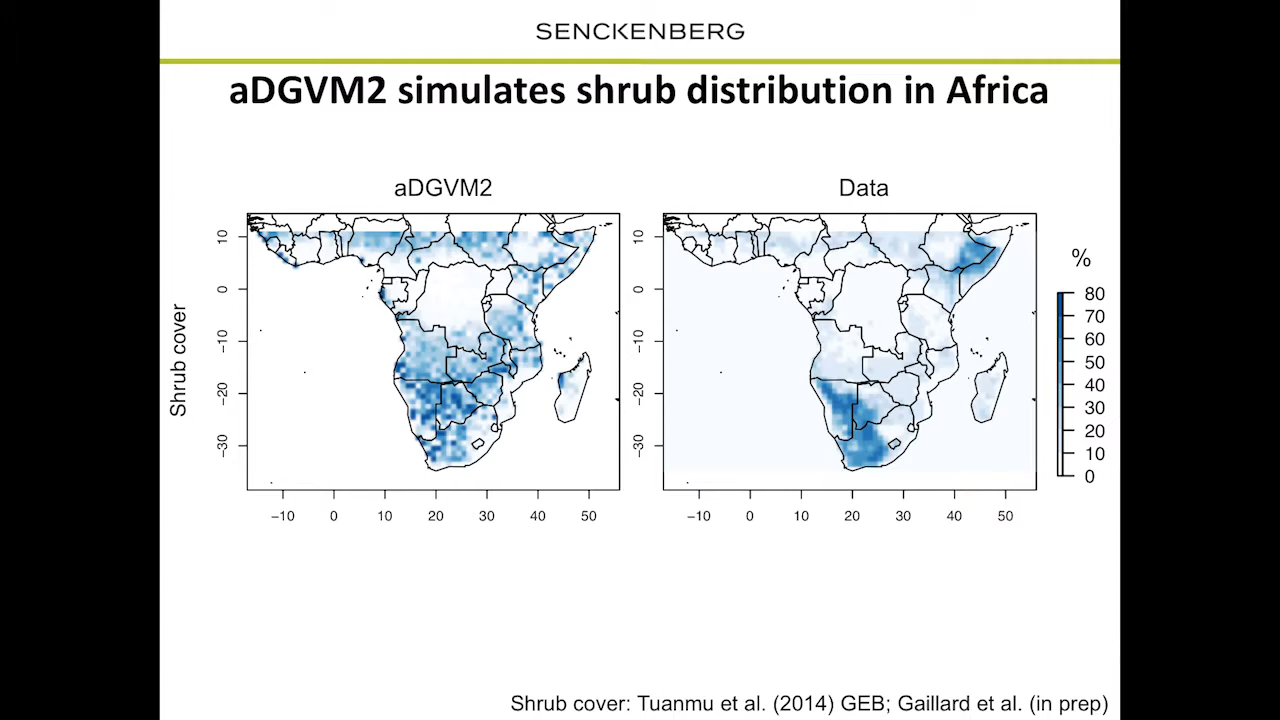 SENCKENBERG
aDGVM2 simulates shrub distribution in Africa
aDGVM2
Data
Shrub cover
10
0
−10
−20
−30
−10 0 10 20 30 40 50
10
0
−10
−20
−30
−10 0 10 20 30 40 50
%
80
70
60
50
40
30
20
10
0
Shrub cover: Tuanmu et al. (2014) GEB; Gaillard et al. (in prep)